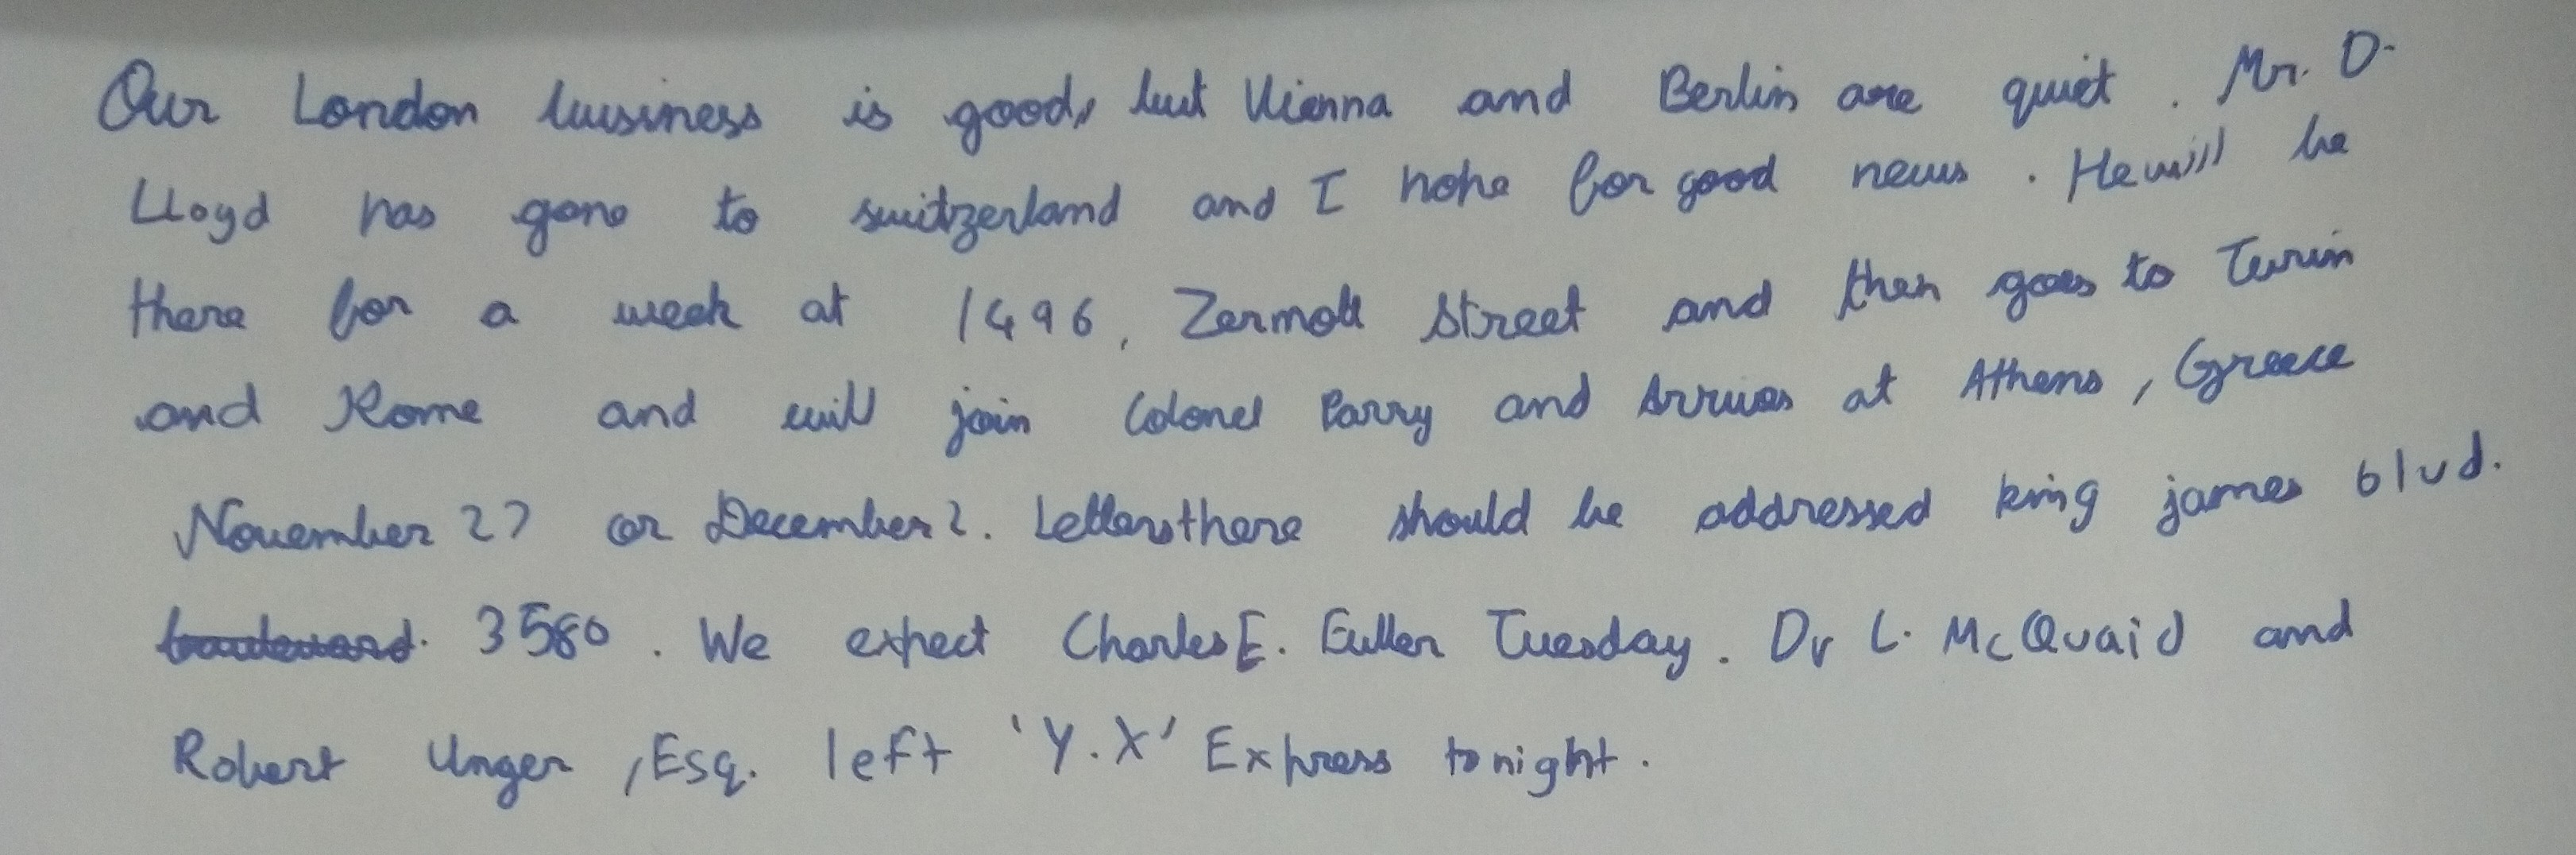 Our London business is good, but Vienna and Berlin are quiet. Mr. D.
Lloyd has gone to switzerland and I hope for good news. He will be
there for a week at 1496, Zermott Street and then goes to Turin
and Rome and will join Colonel Parry and Arrives at Athens, Greece
November 27 or December 2. Letters there should be addressed king james blvd.
3580. We expect Charles E. Fuller Tuesday. Dr L. McQuaid and
Robert Unger, Esq. left 'Y.X' Express tonight.